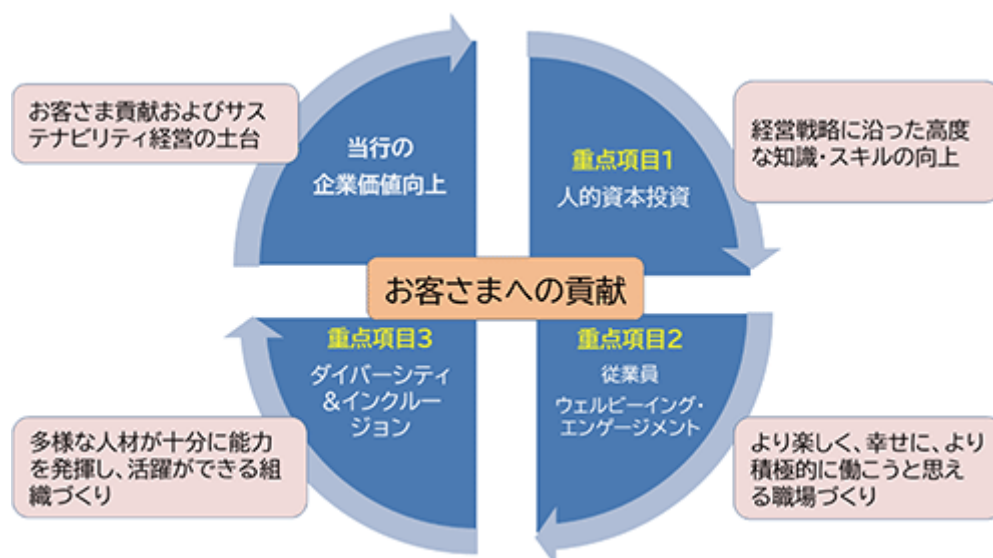 お客さま貢献およびサス
テナビリティ経営の土台
当行の
企業価値向上
重点項目1
人的資本投資
経営戦略に沿った高度
な知識・スキルの向上
お客さまへの貢献
重点項目3
ダイバーシティ
&インクルー
ジョン
重点項目2
従業員
ウェルビーイング・
エンゲージメント
多様な人材が十分に能力
を発揮し、活躍ができる組
織づくり
より楽しく、幸せに、より
積極的に働こうと思え
る職場づくり